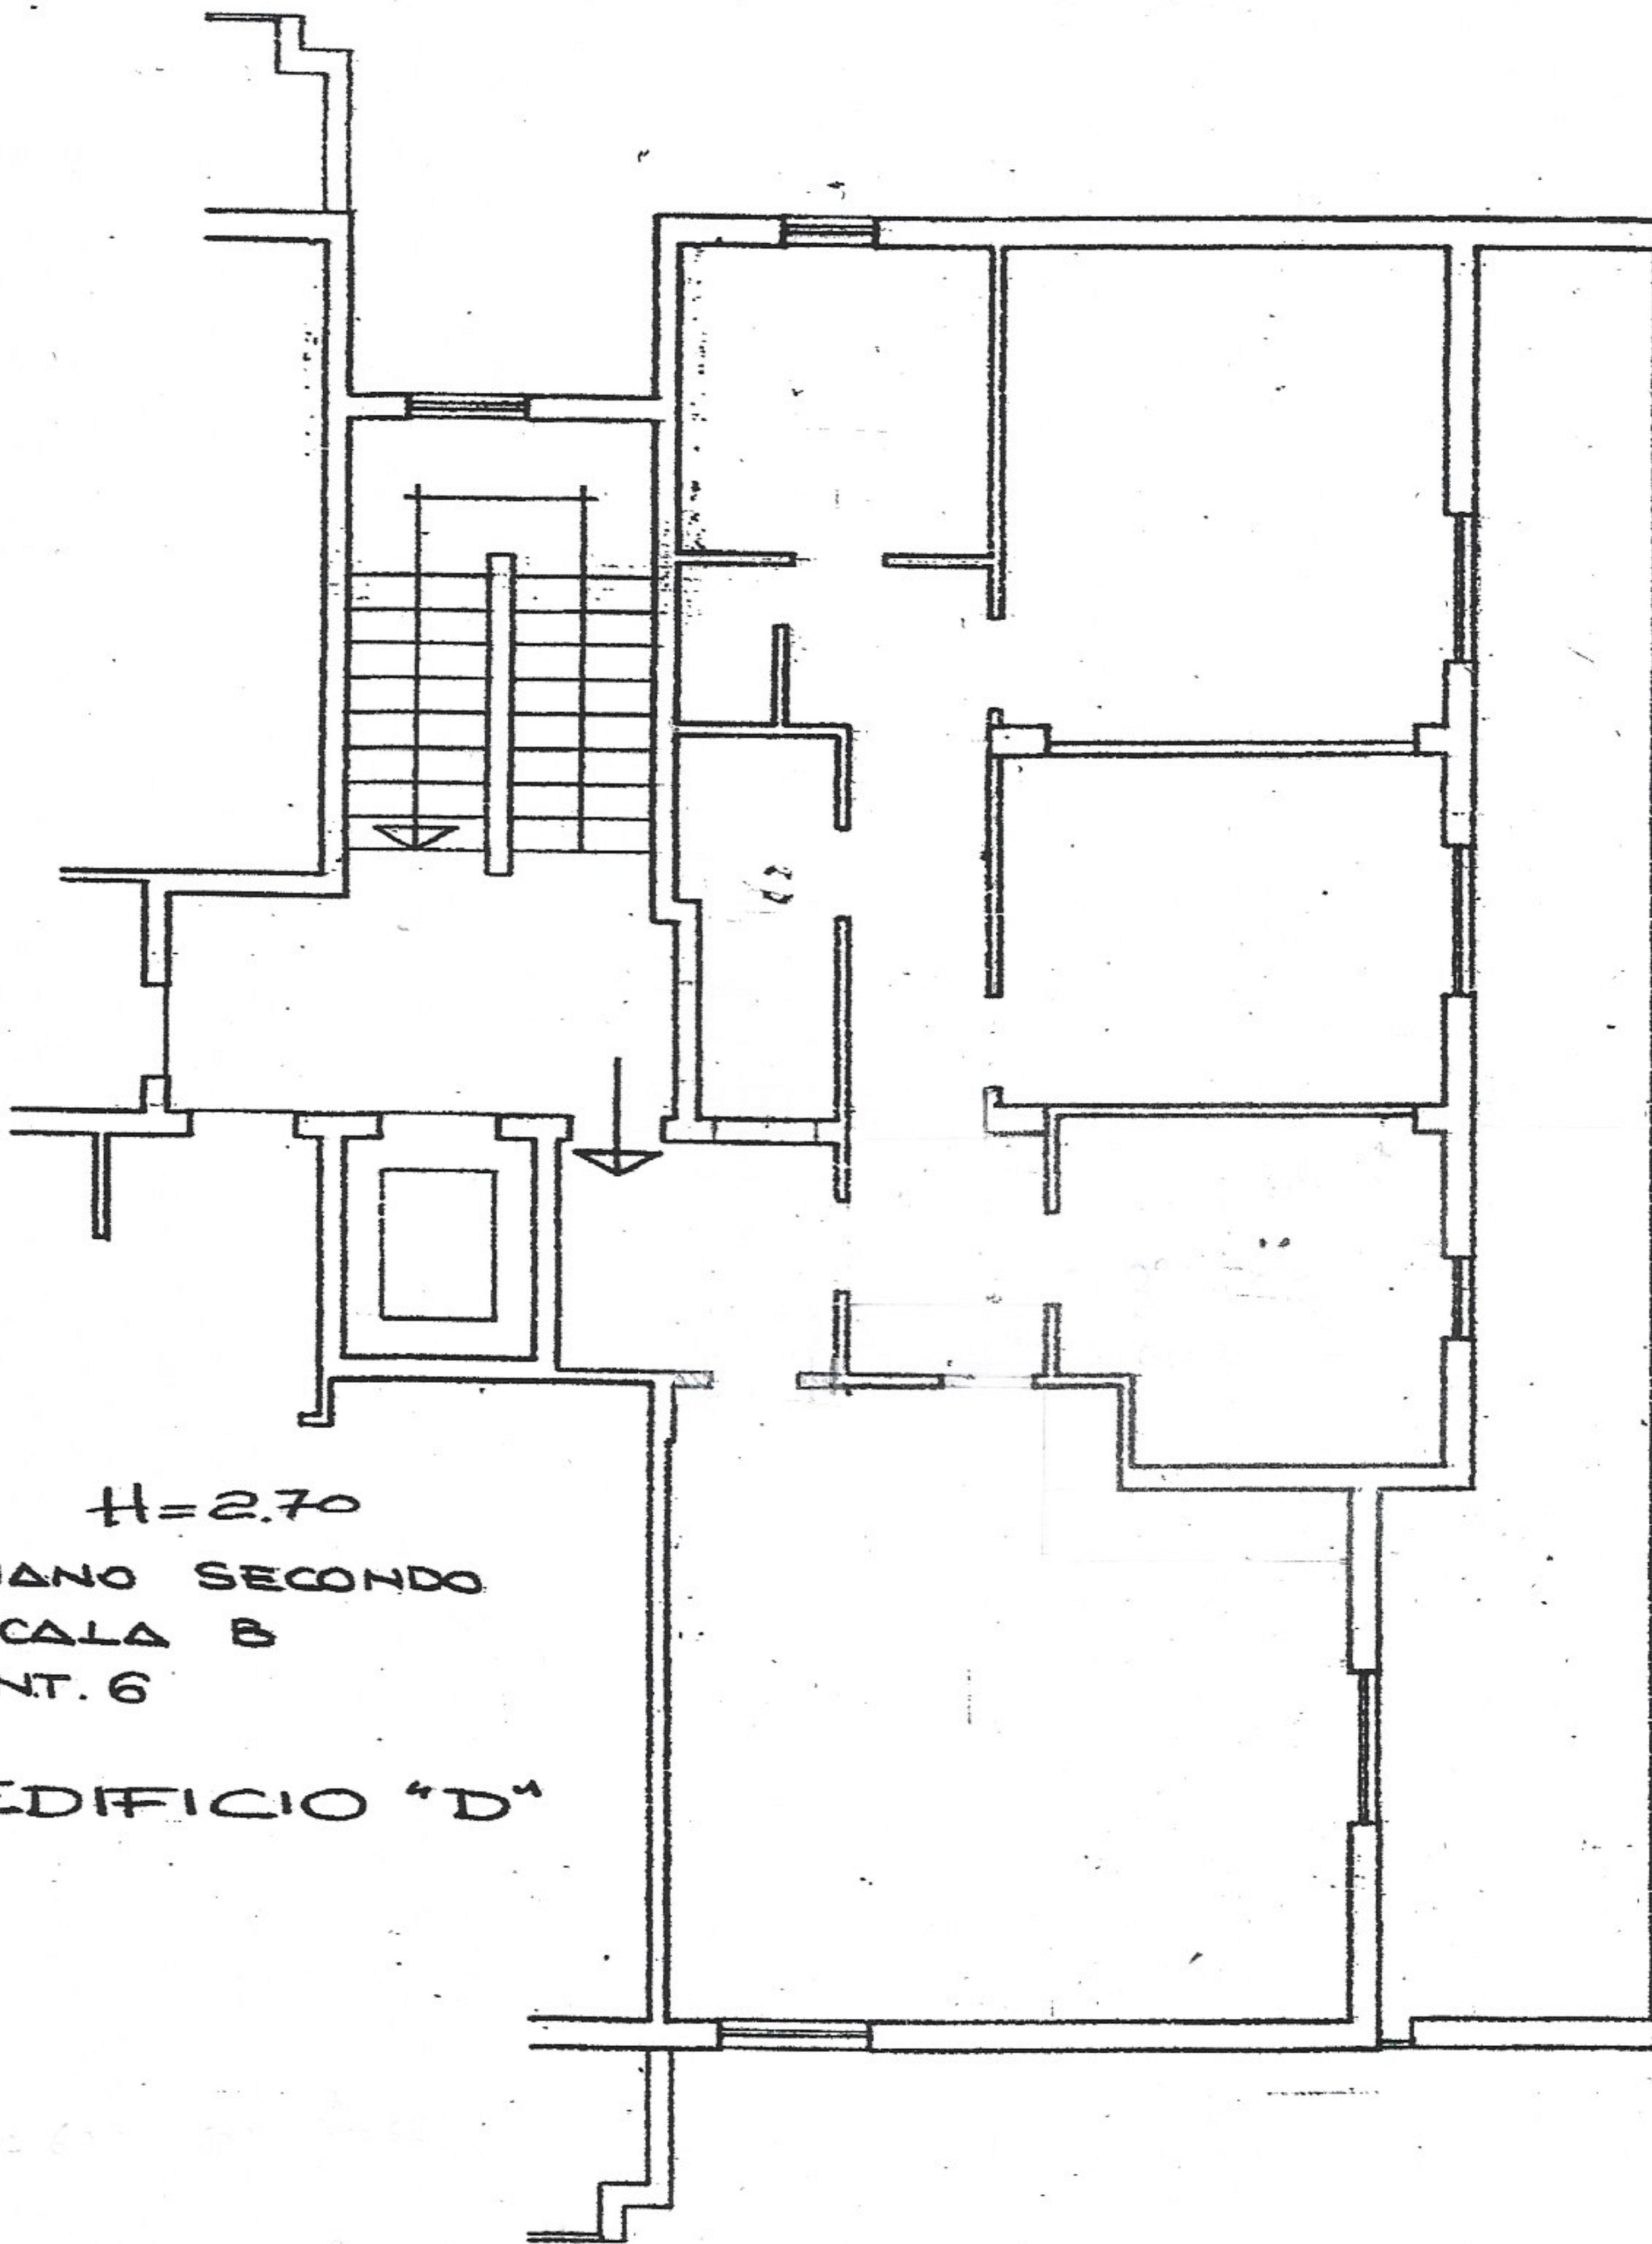 H=2.70
IANO SECONDO
CALA B
NT. 6
EDIFICIO "D"